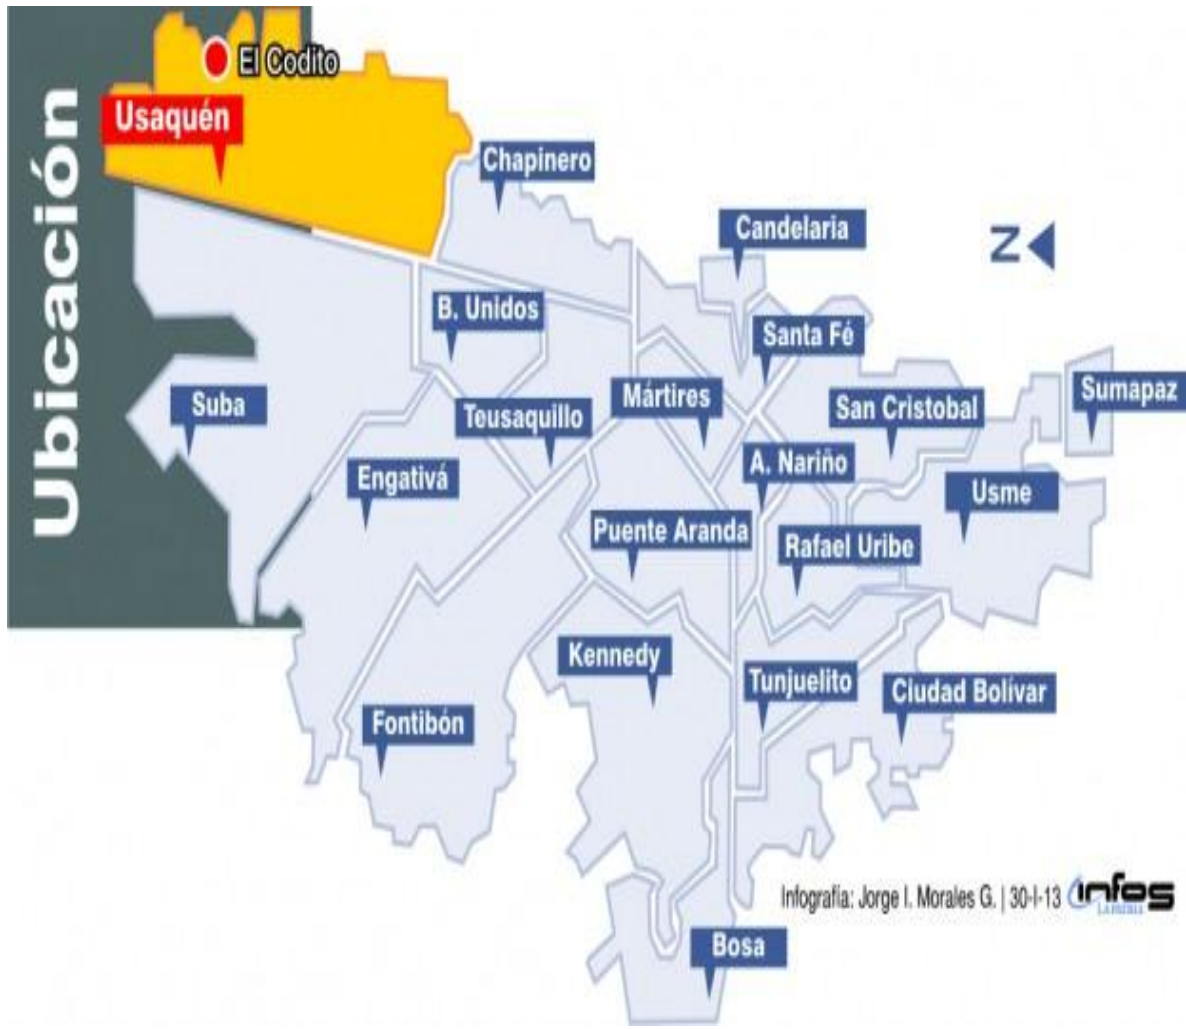 Ubicación
El Codito
Usaquén
Chapinero
Candelaria
N
B. Unidos
Santa Fé
Suba
Teusaquillo
Mártires
San Cristobal
Sumapaz
Engativá
A. Nariño
Usme
Puente Aranda
Rafael Uribe
Kennedy
Tunjuelito
Ciudad Bolívar
Fontibón
Infografía: Jorge I. Morales G. | 30-I-13 infos
Bosa